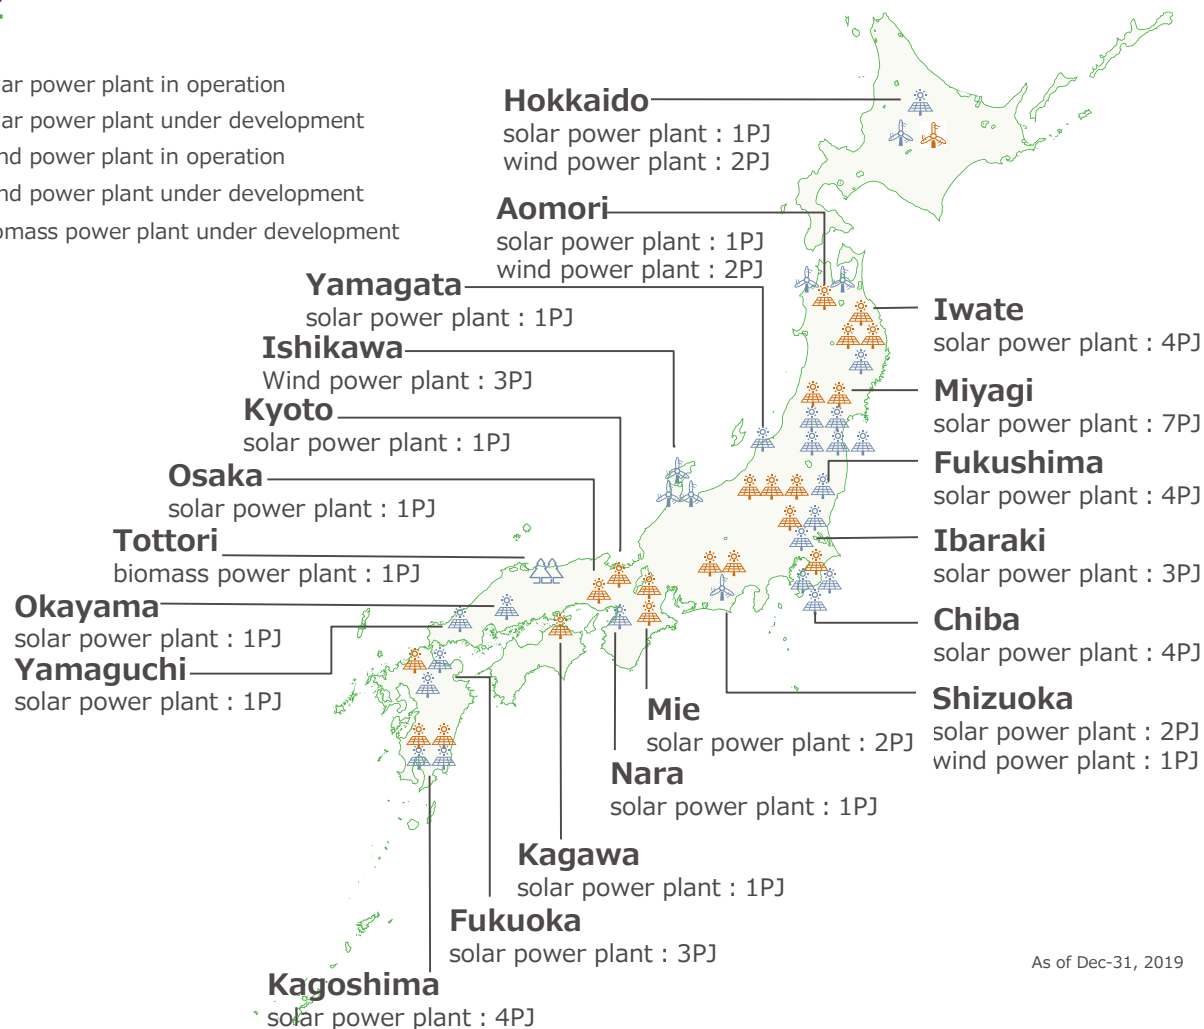 ar power plant in operation
ar power plant under development
nd power plant in operation
nd power plant under development
omass power plant under development
Hokkaido
solar power plant : 1PJ
wind power plant : 2PJ
Aomori
solar power plant : 1PJ
wind power plant : 2PJ
Yamagata
solar power plant : 1PJ
Ishikawa
Wind power plant : 3PJ
Kyoto
solar power plant : 1PJ
Osaka
solar power plant : 1PJ
Tottori
biomass power plant : 1PJ
Okayama
solar power plant : 1PJ
Yamaguchi
solar power plant : 1PJ
Iwate
solar power plant : 4PJ
Miyagi
solar power plant : 7PJ
Fukushima
solar power plant : 4PJ
Ibaraki
solar power plant : 3PJ
Chiba
solar power plant : 4PJ
Shizuoka
solar power plant : 2PJ
wind power plant : 1PJ
Mie
solar power plant : 2PJ
Nara
solar power plant : 1PJ
Kagawa
solar power plant : 1PJ
Fukuoka
solar power plant : 3PJ
Kagoshima
solar power plant : 4PJ
As of Dec-31, 2019